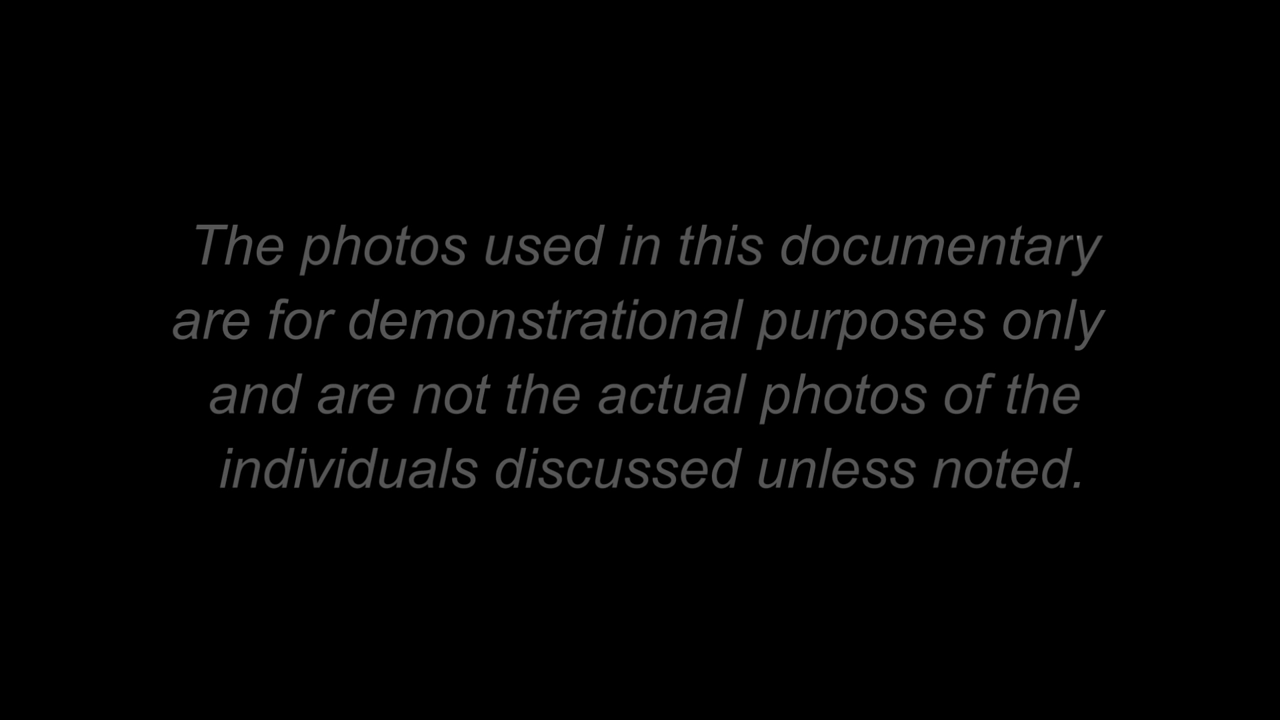 The photos used in this documentary
are for demonstrational purposes only
and are not the actual photos of the
individuals discussed unless noted.